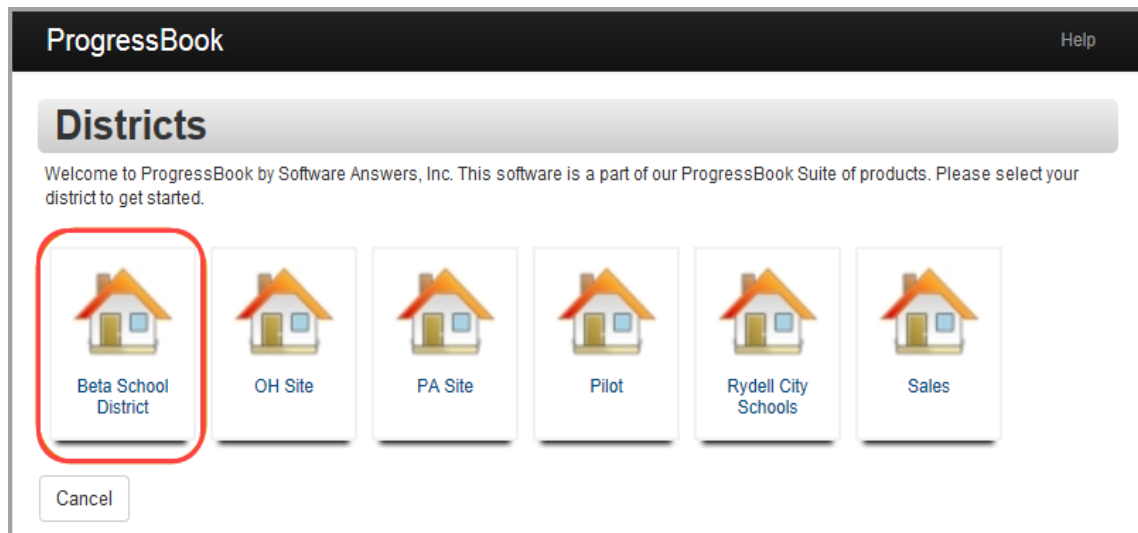 ProgressBook
Help
Districts
Welcome to ProgressBook by Software Answers, Inc. This software is a part of our ProgressBook Suite of products. Please select your
district to get started.
Beta School
District
OH Site
PA Site
Pilot
Rydell City
Schools
Sales
Cancel